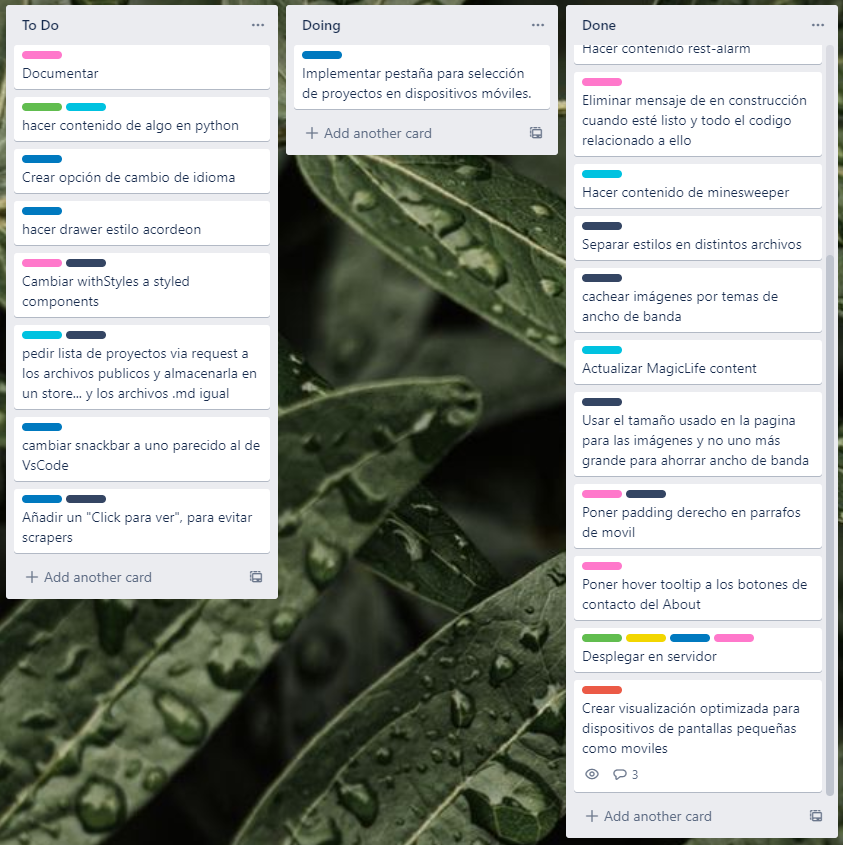 To Do
Documentar
hacer contenido de algo en python
Crear opción de cambio de idioma
hacer drawer estilo acordeon
Cambiar withStyles a styled
components
pedir lista de proyectos via request a
los archivos publicos y almacenarla en
un store... y los archivos .md igual
cambiar snackbar a uno parecido al de
VsCode
Añadir un "Click para ver", para evitar
scrapers
Add another card
Doing
Implementar pestaña para selección
de proyectos en dispositivos móviles.
Add another card
Done
Hacer contenido rest-alarm
Eliminar mensaje de en construcción
cuando esté listo y todo el codigo
relacionado a ello
Hacer contenido de minesweeper
Separar estilos en distintos archivos
cachear imágenes por temas de
ancho de banda
Actualizar MagicLife content
Usar el tamaño usado en la pagina
para las imágenes y no uno más
grande para ahorrar ancho de banda
Poner padding derecho en parrafos
de movil
Poner hover tooltip a los botones de
contacto del About
Desplegar en servidor
Crear visualización optimizada para
dispositivos de pantallas pequeñas
como moviles
3
Add another card